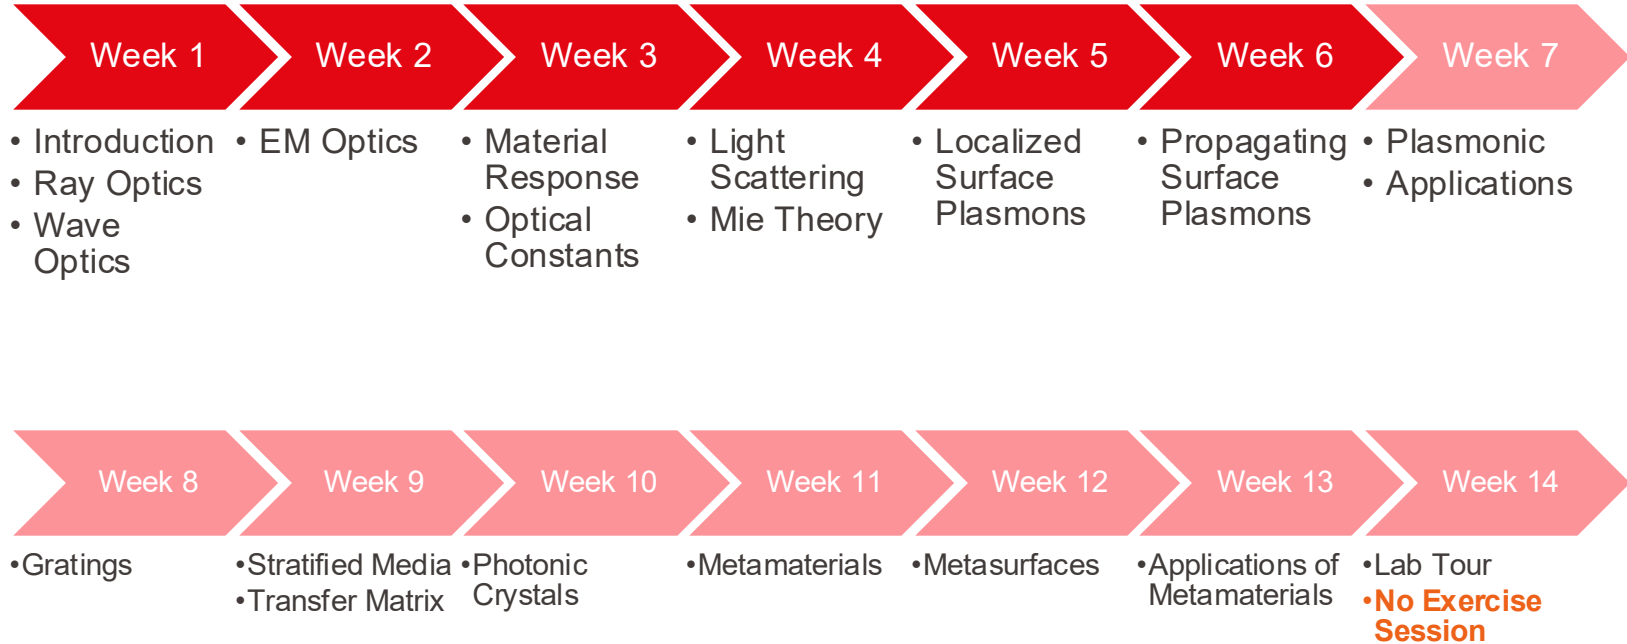 Week 1
Week 2
Week 3
Week 4
Week 5
Week 6
Week 7
• Introduction
• Ray Optics
• Wave
Optics
• EM Optics
• Material
Response
• Optical
Constants
• Light
Scattering
• Mie Theory
• Localized
Surface
Plasmons
• Propagating
Surface
Plasmons
• Plasmonic
• Applications
Week 8
Week 9
Week 10
Week 11
Week 12
Week 13
Week 14
•Gratings
•Stratified Media
•Transfer Matrix
•Photonic
Crystals
•Metamaterials
•Metasurfaces
•Applications of
Metamaterials
•Lab Tour
•No Exercise
Session